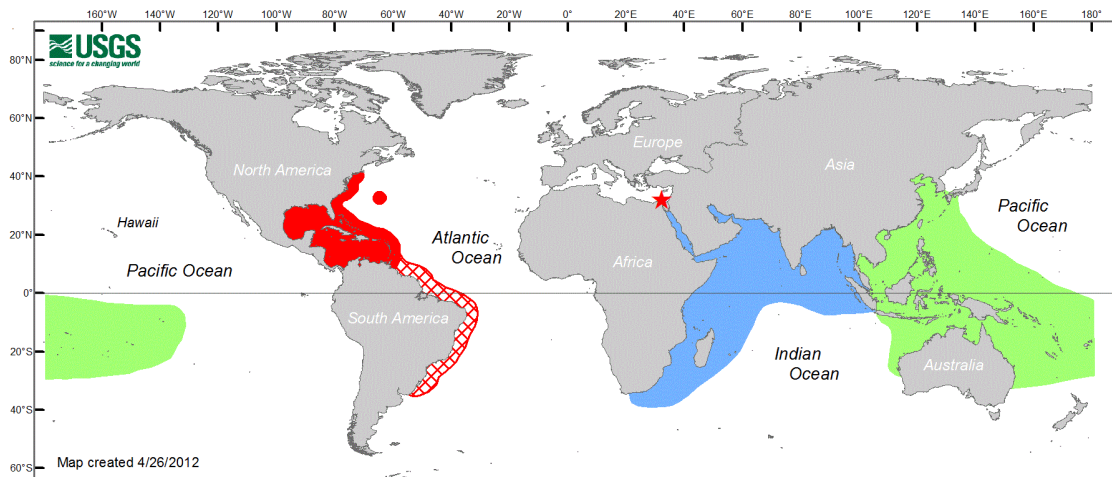 160°W 140°W 120°W 100°W 80°W 60°W 40°W 20°W 0° 20°E 40°E 60°E 80°E 100°E 120°E 140°E 160°E 180°
USGS
science for a changing world
80°N
60°N
Europe
Asia
North America
40°N
Hawaii
Pacific
Ocean
20°N
Atlantic
Ocean
Africa
Pacific Ocean
0°
South America
20°S
Indian
Ocean
Australia
40°S
Map created 4/26/2012
60°S